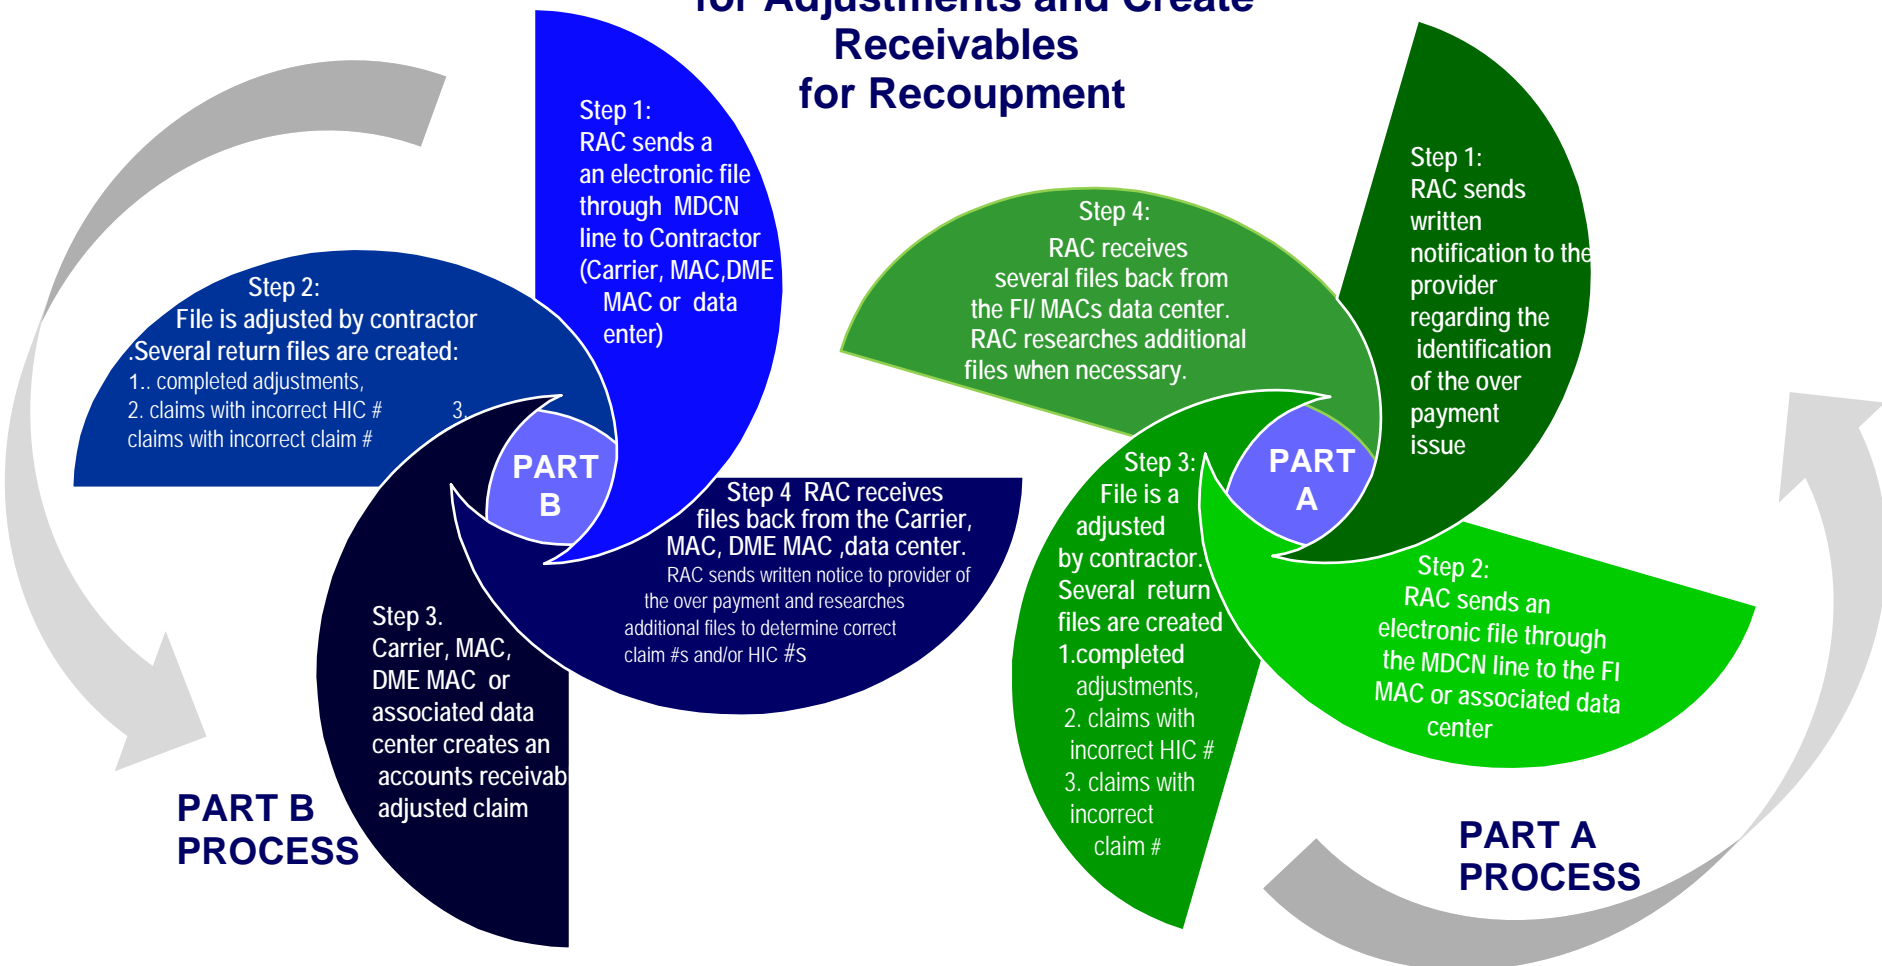 for Adjustments and Create
Receivables
for Recoupment
Step 1:
RAC sends a
an electronic file
through MDCN
line to Contractor
(Carrier, MAC,DME
MAC or data
enter)
Step 2:
File is adjusted by contractor
.Several return files are created:
1.. completed adjustments,
2. claims with incorrect HIC # 3.
claims with incorrect claim #
PART
B
Step 3.
Carrier, MAC,
DME MAC or
associated data
center creates an
accounts receivab
adjusted claim
Step 4 RAC receives
files back from the Carrier,
MAC, DME MAC ,data center.
RAC sends written notice to provider of
the over payment and researches
additional files to determine correct
claim #s and/or HIC #S
PART B
PROCESS
Step 1:
RAC sends
written
notification to the
provider
regarding the
identification
of the over
payment
issue
Step 2:
RAC sends an
electronic file through
the MDCN line to the FI
MAC or associated data
center
Step 3:
File is a
adjusted
by contractor.
Several return
files are created
1.completed
adjustments,
2. claims with
incorrect HIC #
3. claims with
incorrect
claim #
Step 4:
RAC receives
several files back from
the FI/ MACs data center.
RAC researches additional
files when necessary.
PART
A
PART A
PROCESS